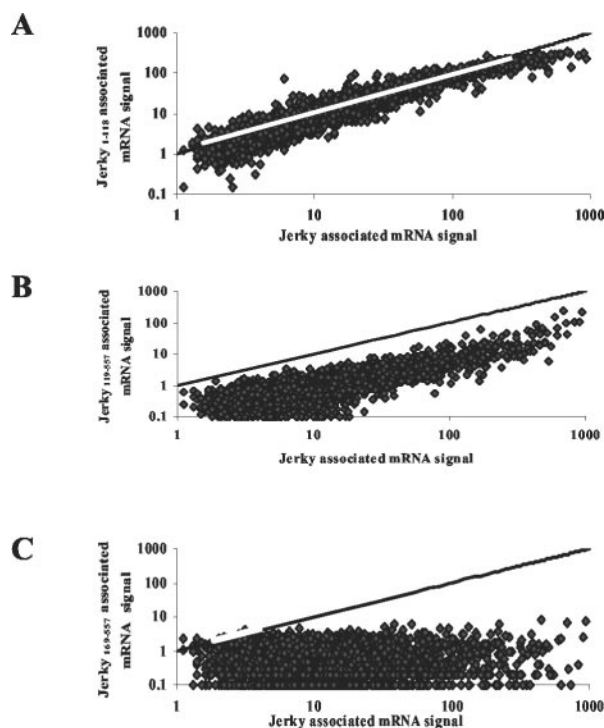 A
1000
100
10
1
0.1
Jerky 1-118 associated
mRNA signal
1 10 100 1000
Jerky associated mRNA signal
B
1000
100
10
1
0.1
Jerky 119-557 associated
mRNA signal
1 10 100 1000
Jerky associated mRNA signal
C
1000
100
10
1
0.1
Jerky 169-557 associated
mRNA signal
1 10 100 1000
Jerky associated mRNA signal